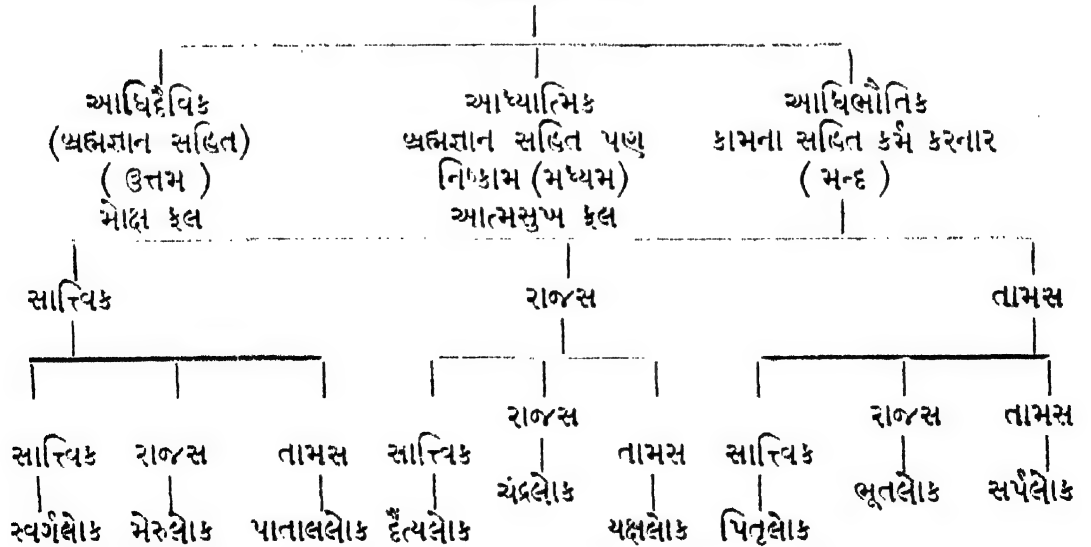 આધિદૈવિક આધ્યાત્મિક આધિભૌતિક
(બ્રહ્મજ્ઞાન સહિત) બ્રહ્મજ્ઞાન સહિત પણ કામના સહિત કર્મ કરનાર
( ઉત્તમ ) નિષ્કામ (મધ્યમ) ( મન્દ )
મોક્ષ ફલ આત્મસુખ ફલ
સાત્ત્વિક રાજસ તામસ
રાજસ રાજસ તામસ
સાત્ત્વિક રાજસ તામસ સાત્ત્વિક તામસ સાત્ત્વિક
ચંદ્રલોક ભૂતલોક સર્પલોક
સ્વર્ગલોક મેરુલોક પાતાલલોક દૈત્યલોક યક્ષલોક પિતૃલોક